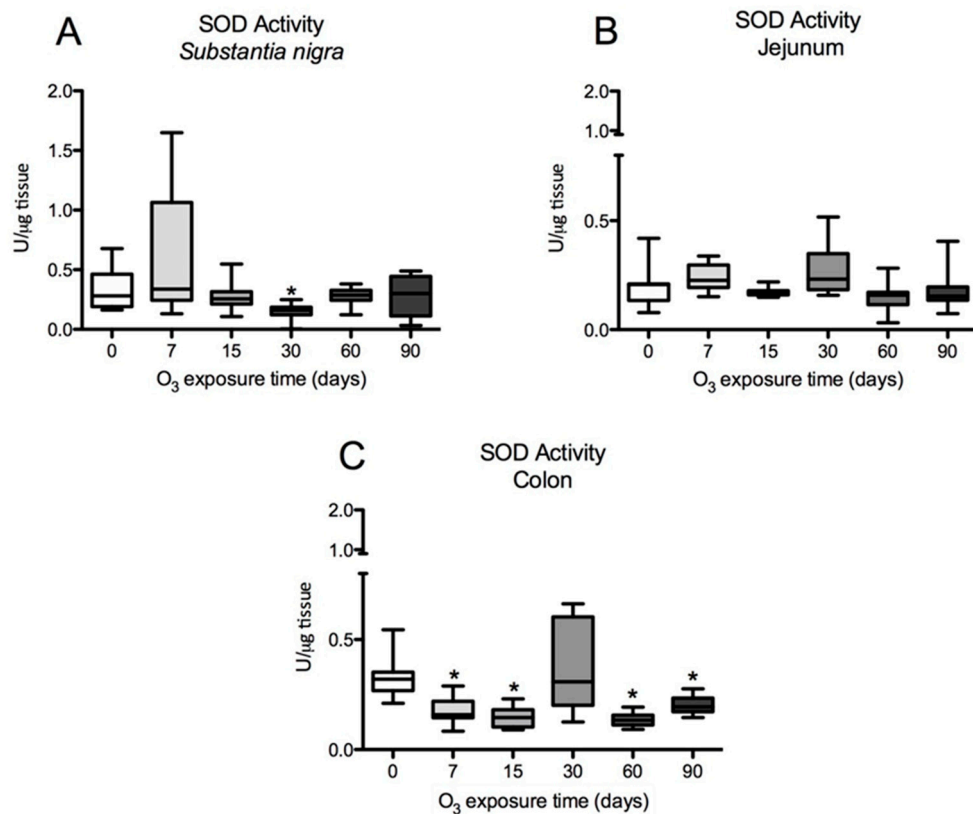 A
SOD Activity
Substantia nigra
2.0
1.5
1.0
0.5
0.0
U/µg tissue
*
0 7 15 30 60 90
O₃ exposure time (days)
B
SOD Activity
Jejunum
2.0
1.0
0.5
0.0
U/µg tissue
0 7 15 30 60 90
O₃ exposure time (days)
C
SOD Activity
Colon
2.0
1.0
0.5
0.0
U/µg tissue
* * * *
0 7 15 30 60 90
O₃ exposure time (days)